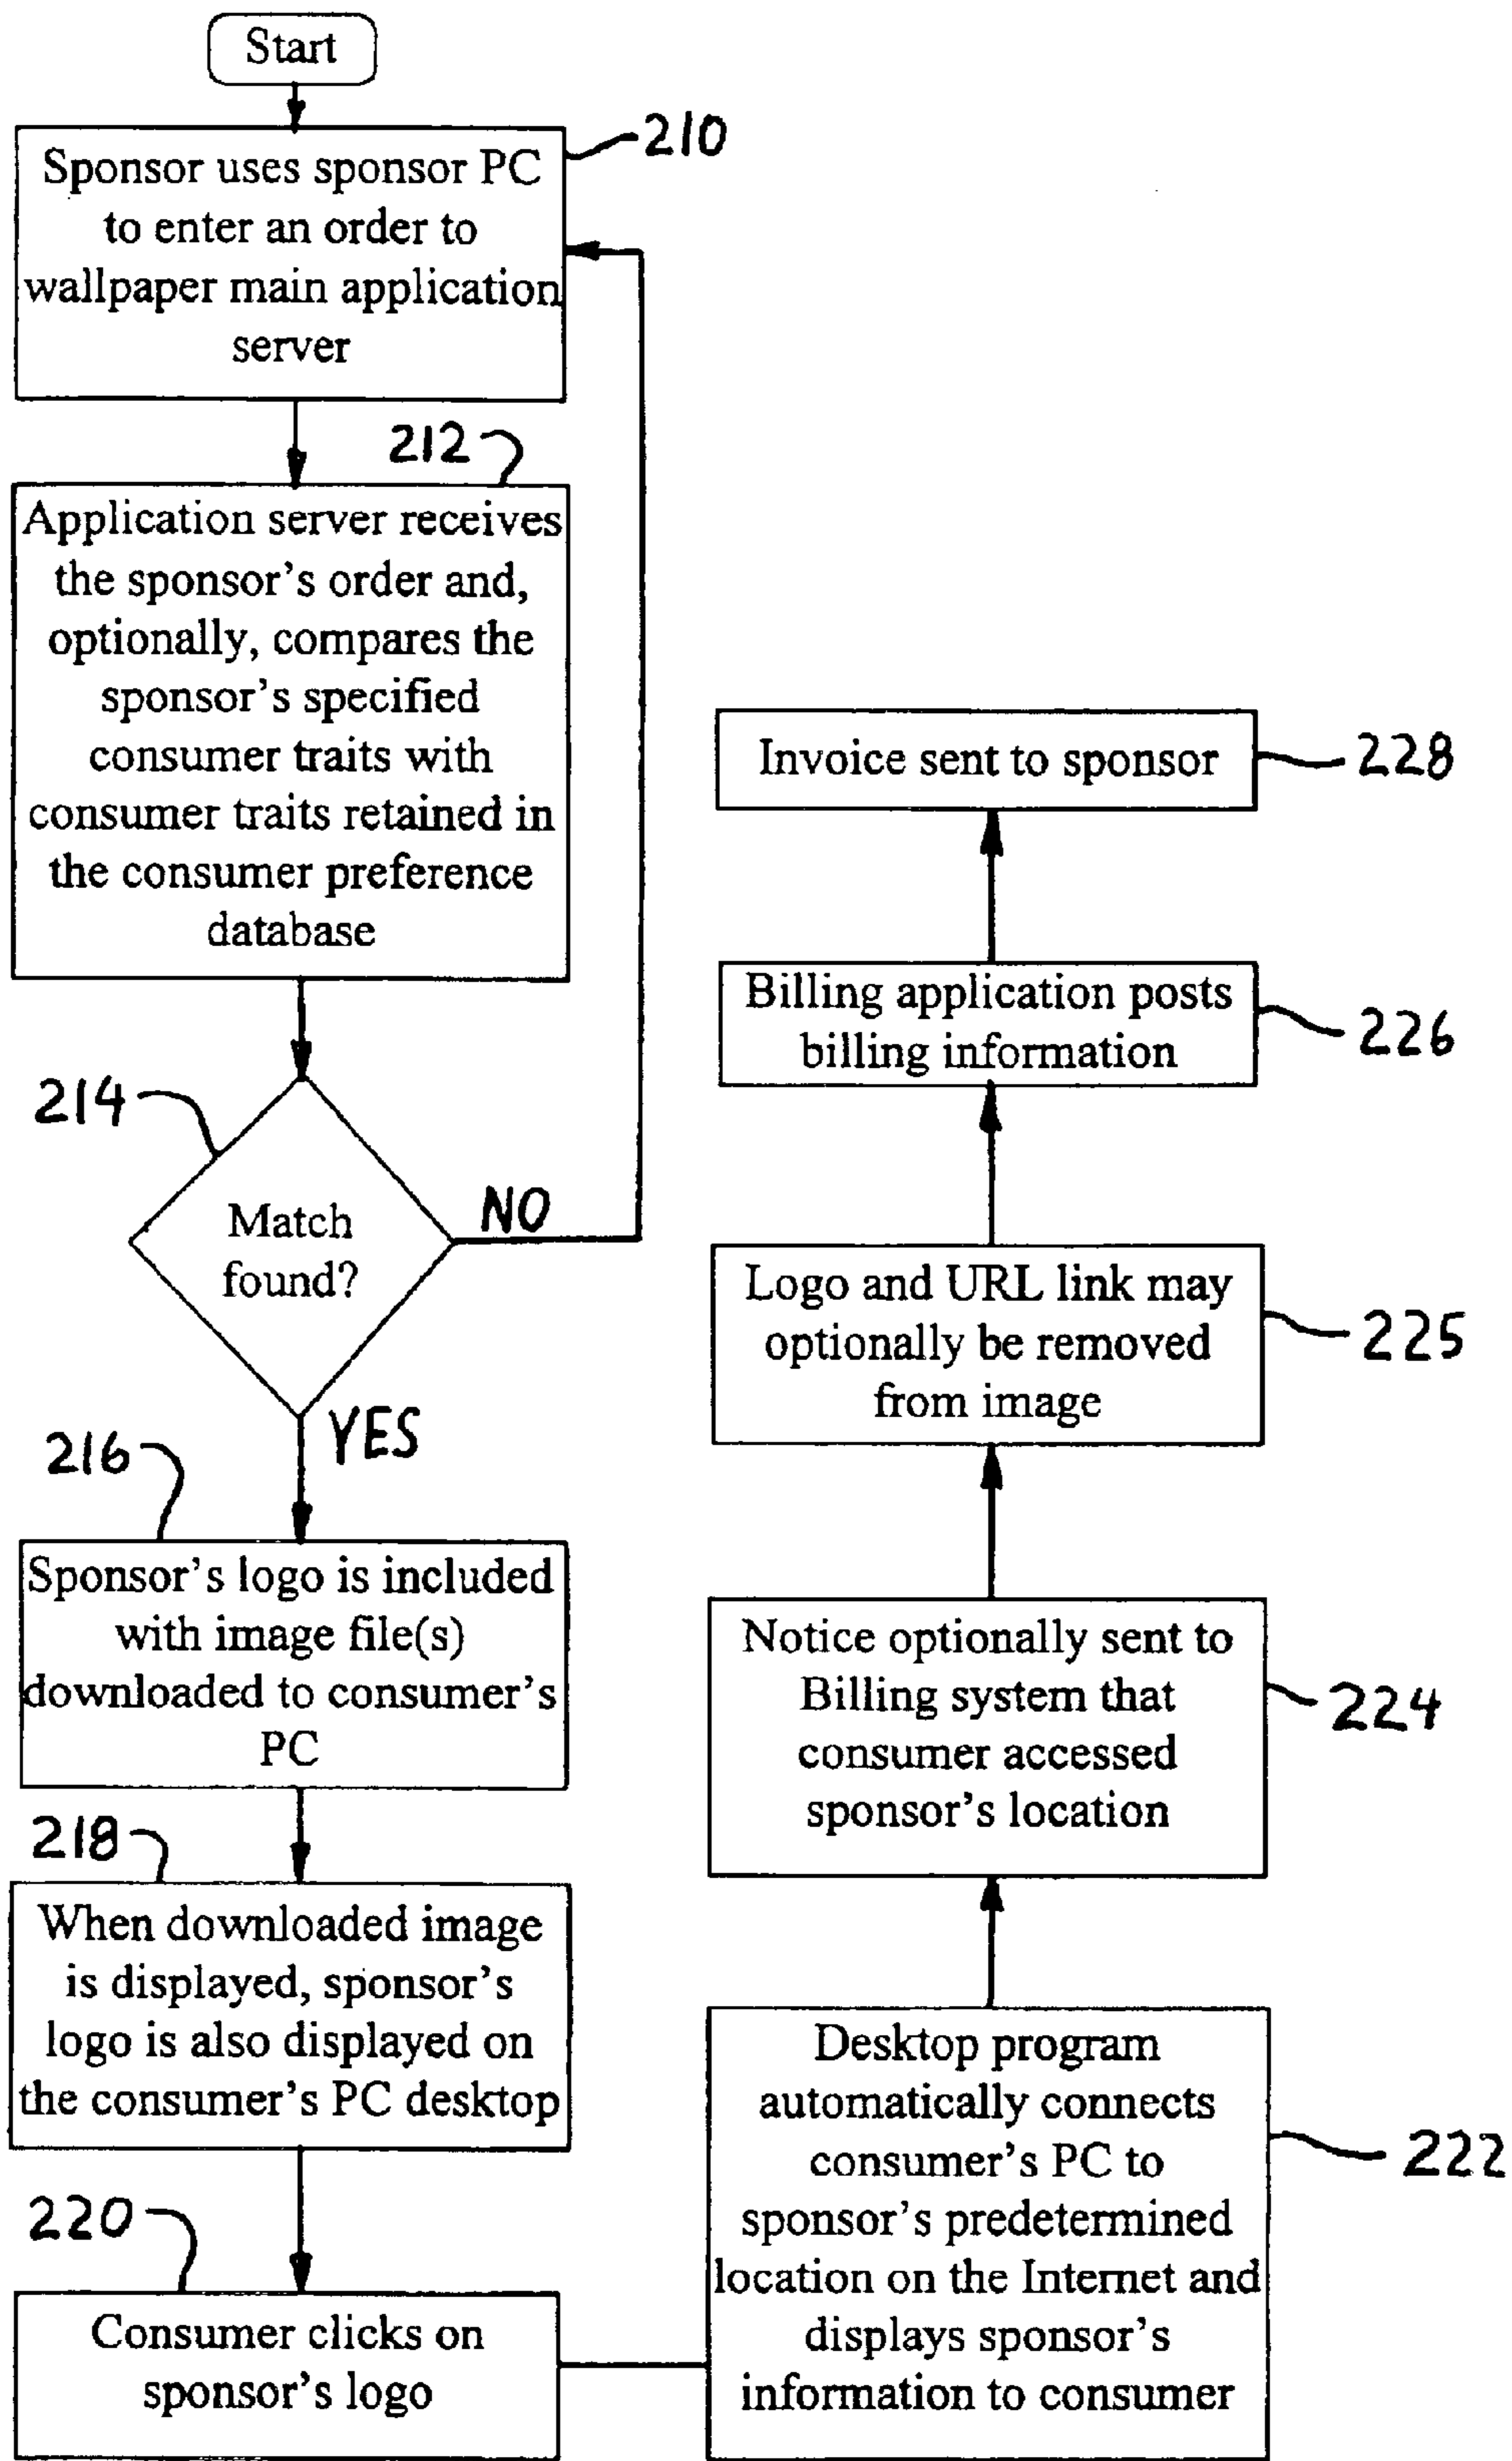 Start
210
Sponsor uses sponsor PC
to enter an order to
wallpaper main application
server
212
Application server receives
the sponsor's order and,
optionally, compares the
sponsor's specified
consumer traits with
consumer traits retained in
the consumer preference
database
214
Match
found?
NO
YES
216
Sponsor's logo is included
with image file(s)
downloaded to consumer's
PC
218
When downloaded image
is displayed, sponsor's
logo is also displayed on
the consumer's PC desktop
220
Consumer clicks on
sponsor's logo
Desktop program
automatically connects
consumer's PC to
sponsor's predetermined
location on the Internet and
displays sponsor's
information to consumer
222
Notice optionally sent to
Billing system that
consumer accessed
sponsor's location
224
Logo and URL link may
optionally be removed
from image
225
Billing application posts
billing information
226
Invoice sent to sponsor
228